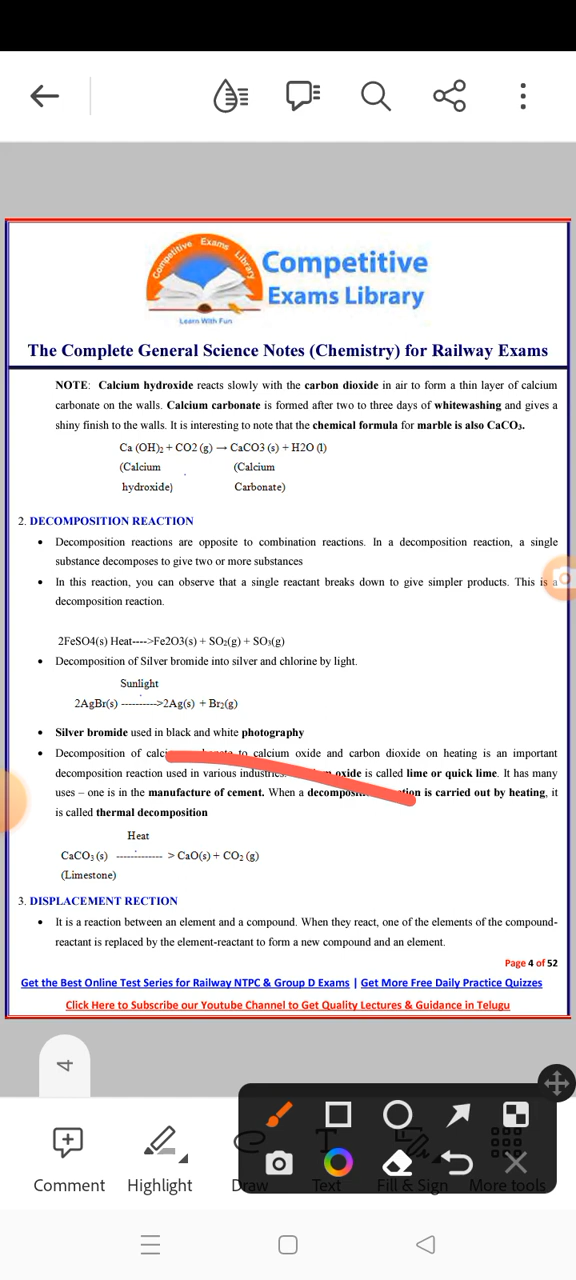 Competitive Exams Library
Learn With Fun
Competitive
Exams Library
The Complete General Science Notes (Chemistry) for Railway Exams
NOTE: Calcium hydroxide reacts slowly with the carbon dioxide in air to form a thin layer of calcium
carbonate on the walls. Calcium carbonate is formed after two to three days of whitewashing and gives a
shiny finish to the walls. It is interesting to note that the chemical formula for marble is also CaCO₃.
Ca (OH)₂ + CO2 (g) → CaCO3 (s) + H2O (l)
(Calcium (Calcium
hydroxide) Carbonate)
2. DECOMPOSITION REACTION
• Decomposition reactions are opposite to combination reactions. In a decomposition reaction, a single
substance decomposes to give two or more substances
• In this reaction, you can observe that a single reactant breaks down to give simpler products. This is a
decomposition reaction.
2FeSO4(s) Heat---->Fe2O3(s) + SO₂(g) + SO₃(g)
• Decomposition of Silver bromide into silver and chlorine by light.
Sunlight
2AgBr(s) ---------->2Ag(s) + Br₂(g)
• Silver bromide used in black and white photography
• Decomposition of to calcium oxide and carbon dioxide on heating is an important
decomposition reaction used in various oxide is called lime or quick lime. It has many
uses – one is in the manufacture of cement. When a is carried out by heating, it
is called thermal decomposition
Heat
CaCO₃ (s) ------------- > CaO(s) + CO₂ (g)
(Limestone)
3. DISPLACEMENT RECTION
• It is a reaction between an element and a compound. When they react, one of the elements of the compound-
reactant is replaced by the element-reactant to form a new compound and an element.
Page 4 of 52
Get the Best Online Test Series for Railway NTPC & Group D Exams | Get More Free Daily Practice Quizzes
Click Here to Subscribe our Youtube Channel to Get Quality Lectures & Guidance in Telugu
4
Comment Highlight Draw Text Fill & Sign More tools